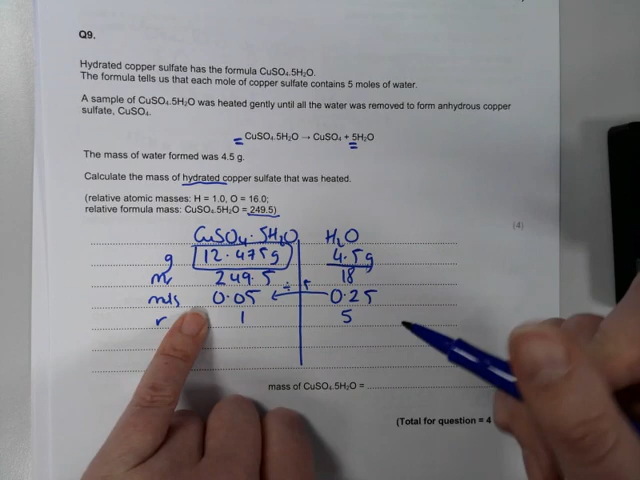 Q9.
Hydrated copper sulfate has the formula CuSO₄.5H₂O.
The formula tells us that each mole of copper sulfate contains 5 moles of water.
A sample of CuSO₄.5H₂O was heated gently until all the water was removed to form anhydrous copper
sulfate, CuSO₄.
CuSO₄.5H₂O → CuSO₄ + 5H₂O
The mass of water formed was 4.5 g.
Calculate the mass of hydrated copper sulfate that was heated.
(relative atomic masses: H = 1.0, O = 16.0;
relative formula mass: CuSO₄.5H₂O = 249.5)
(4)
CuSO₄.5H₂O H₂O
g 12.475g 4.5g
m 249.5 18
mls 0.05 ÷5 ← 0.25
r 1 5
mass of CuSO₄.5H₂O =
(Total for question = 4